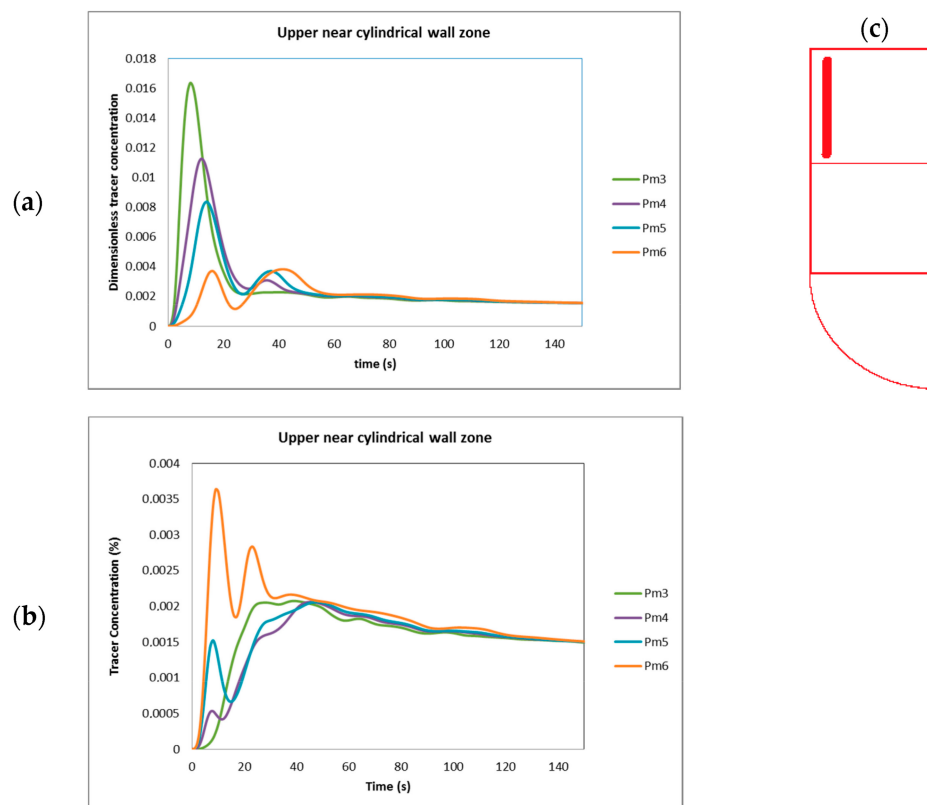 (a)
Upper near cylindrical wall zone
Dimensionless tracer concentration
0.018
0.016
0.014
0.012
0.01
0.008
0.006
0.004
0.002
0
0 20 40 60 80 100 120 140
time (s)
Pm3
Pm4
Pm5
Pm6
(c)
(b)
Upper near cylindrical wall zone
Tracer Concentration (%)
0.004
0.0035
0.003
0.0025
0.002
0.0015
0.001
0.0005
0
0 20 40 60 80 100 120 140
Time (s)
Pm3
Pm4
Pm5
Pm6